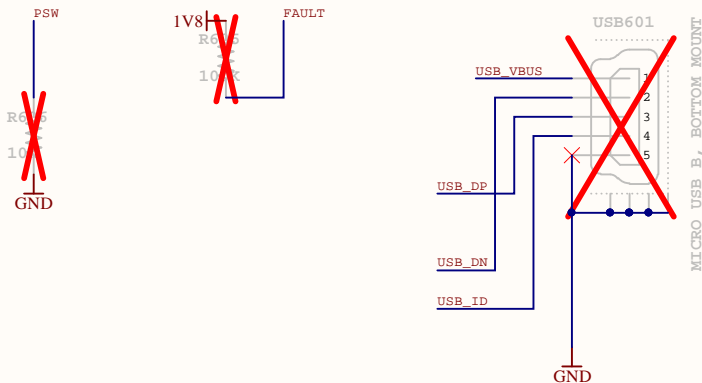 PSW
1V8
FAULT
USB601
USB_VBUS
1
2
3
4
5
USB_DP
USB_DN
USB_ID
GND
GND
MICRO USB B, BOTTOM MOUNT